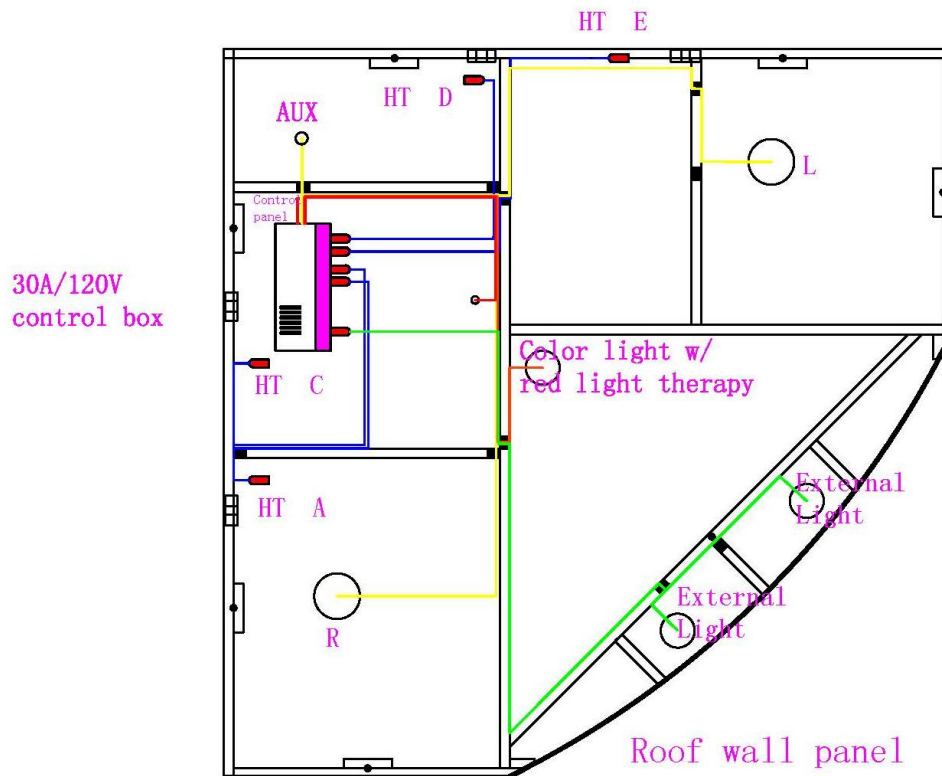 HT E
HT D
AUX
L
Control
panel
30A/120V
control box
Color light w/
red light therapy
HT C
External
Light
HT A
External
Light
R
Roof wall panel